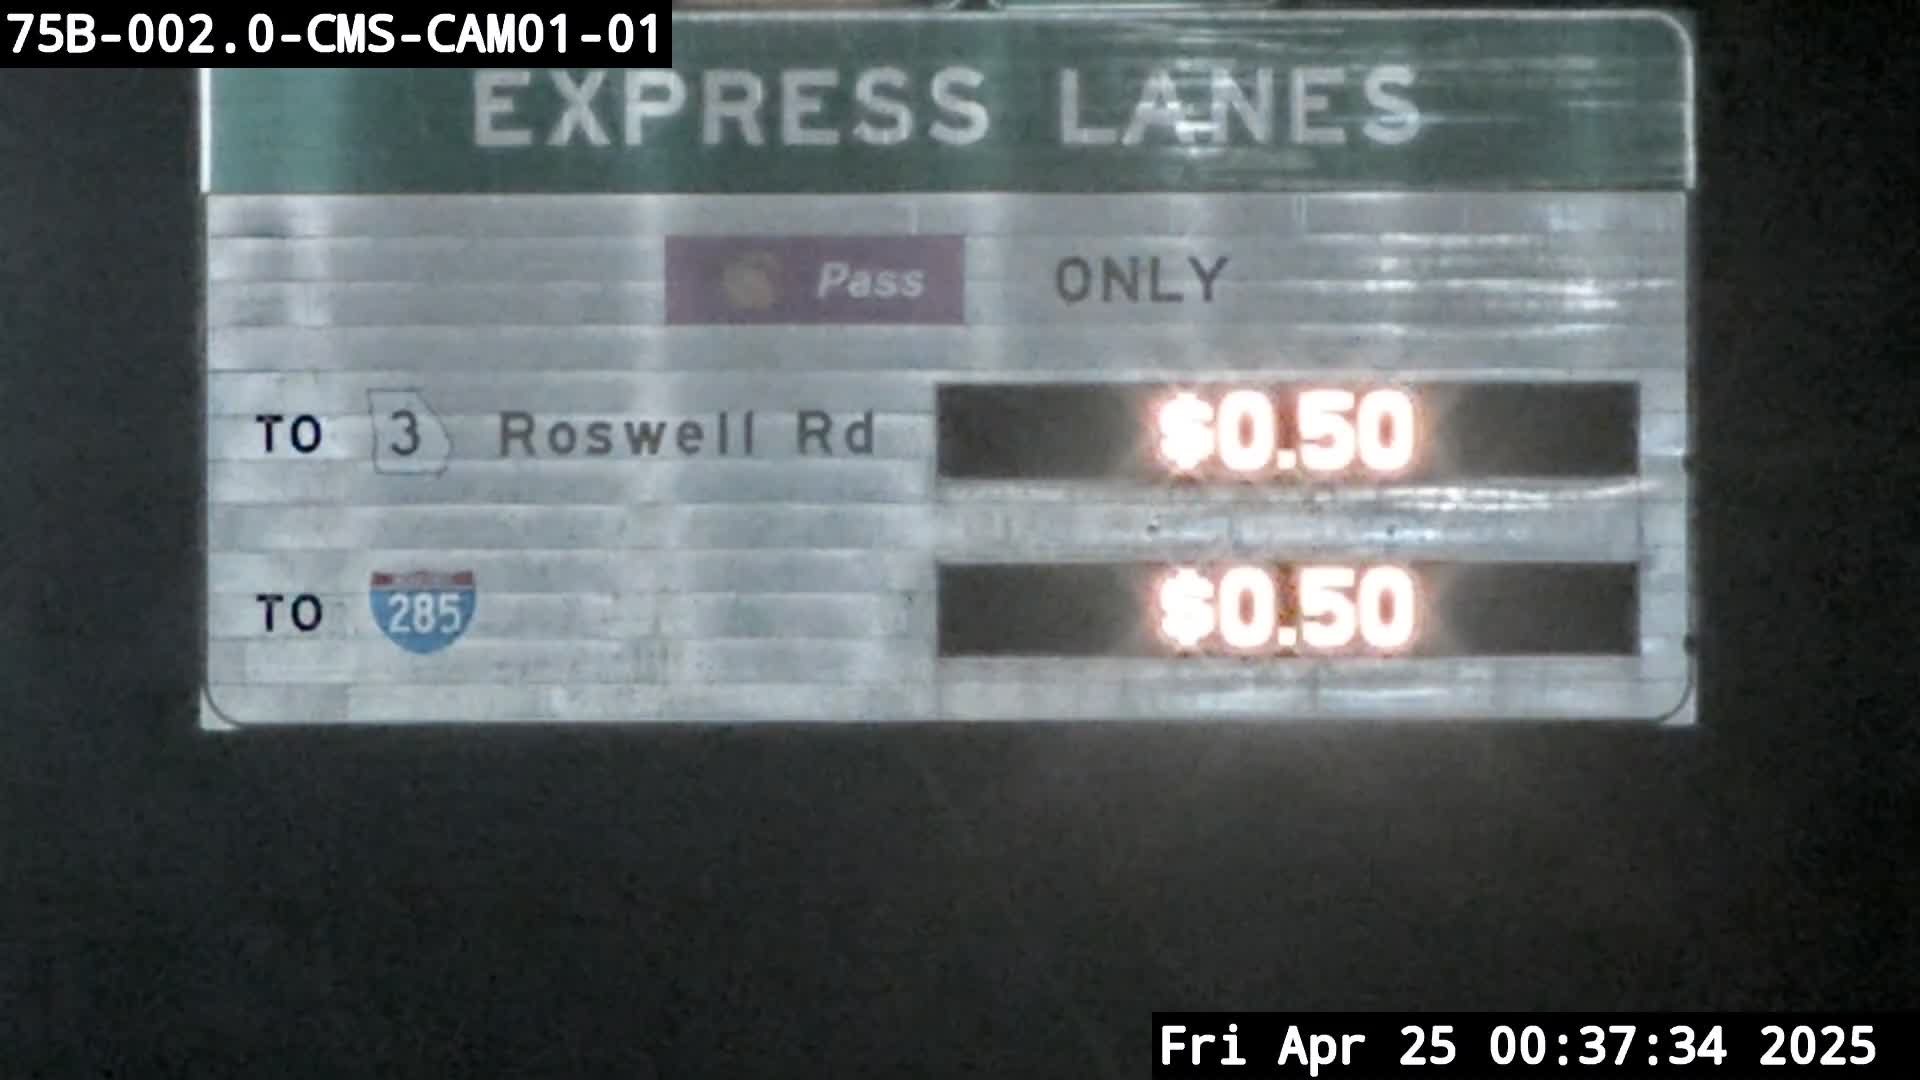 75B-002.0-CMS-CAM01-01
EXPRESS LANES
Pass ONLY
TO 3 Roswell Rd $0.50
TO 285 $0.50
Fri Apr 25 00:37:34 2025